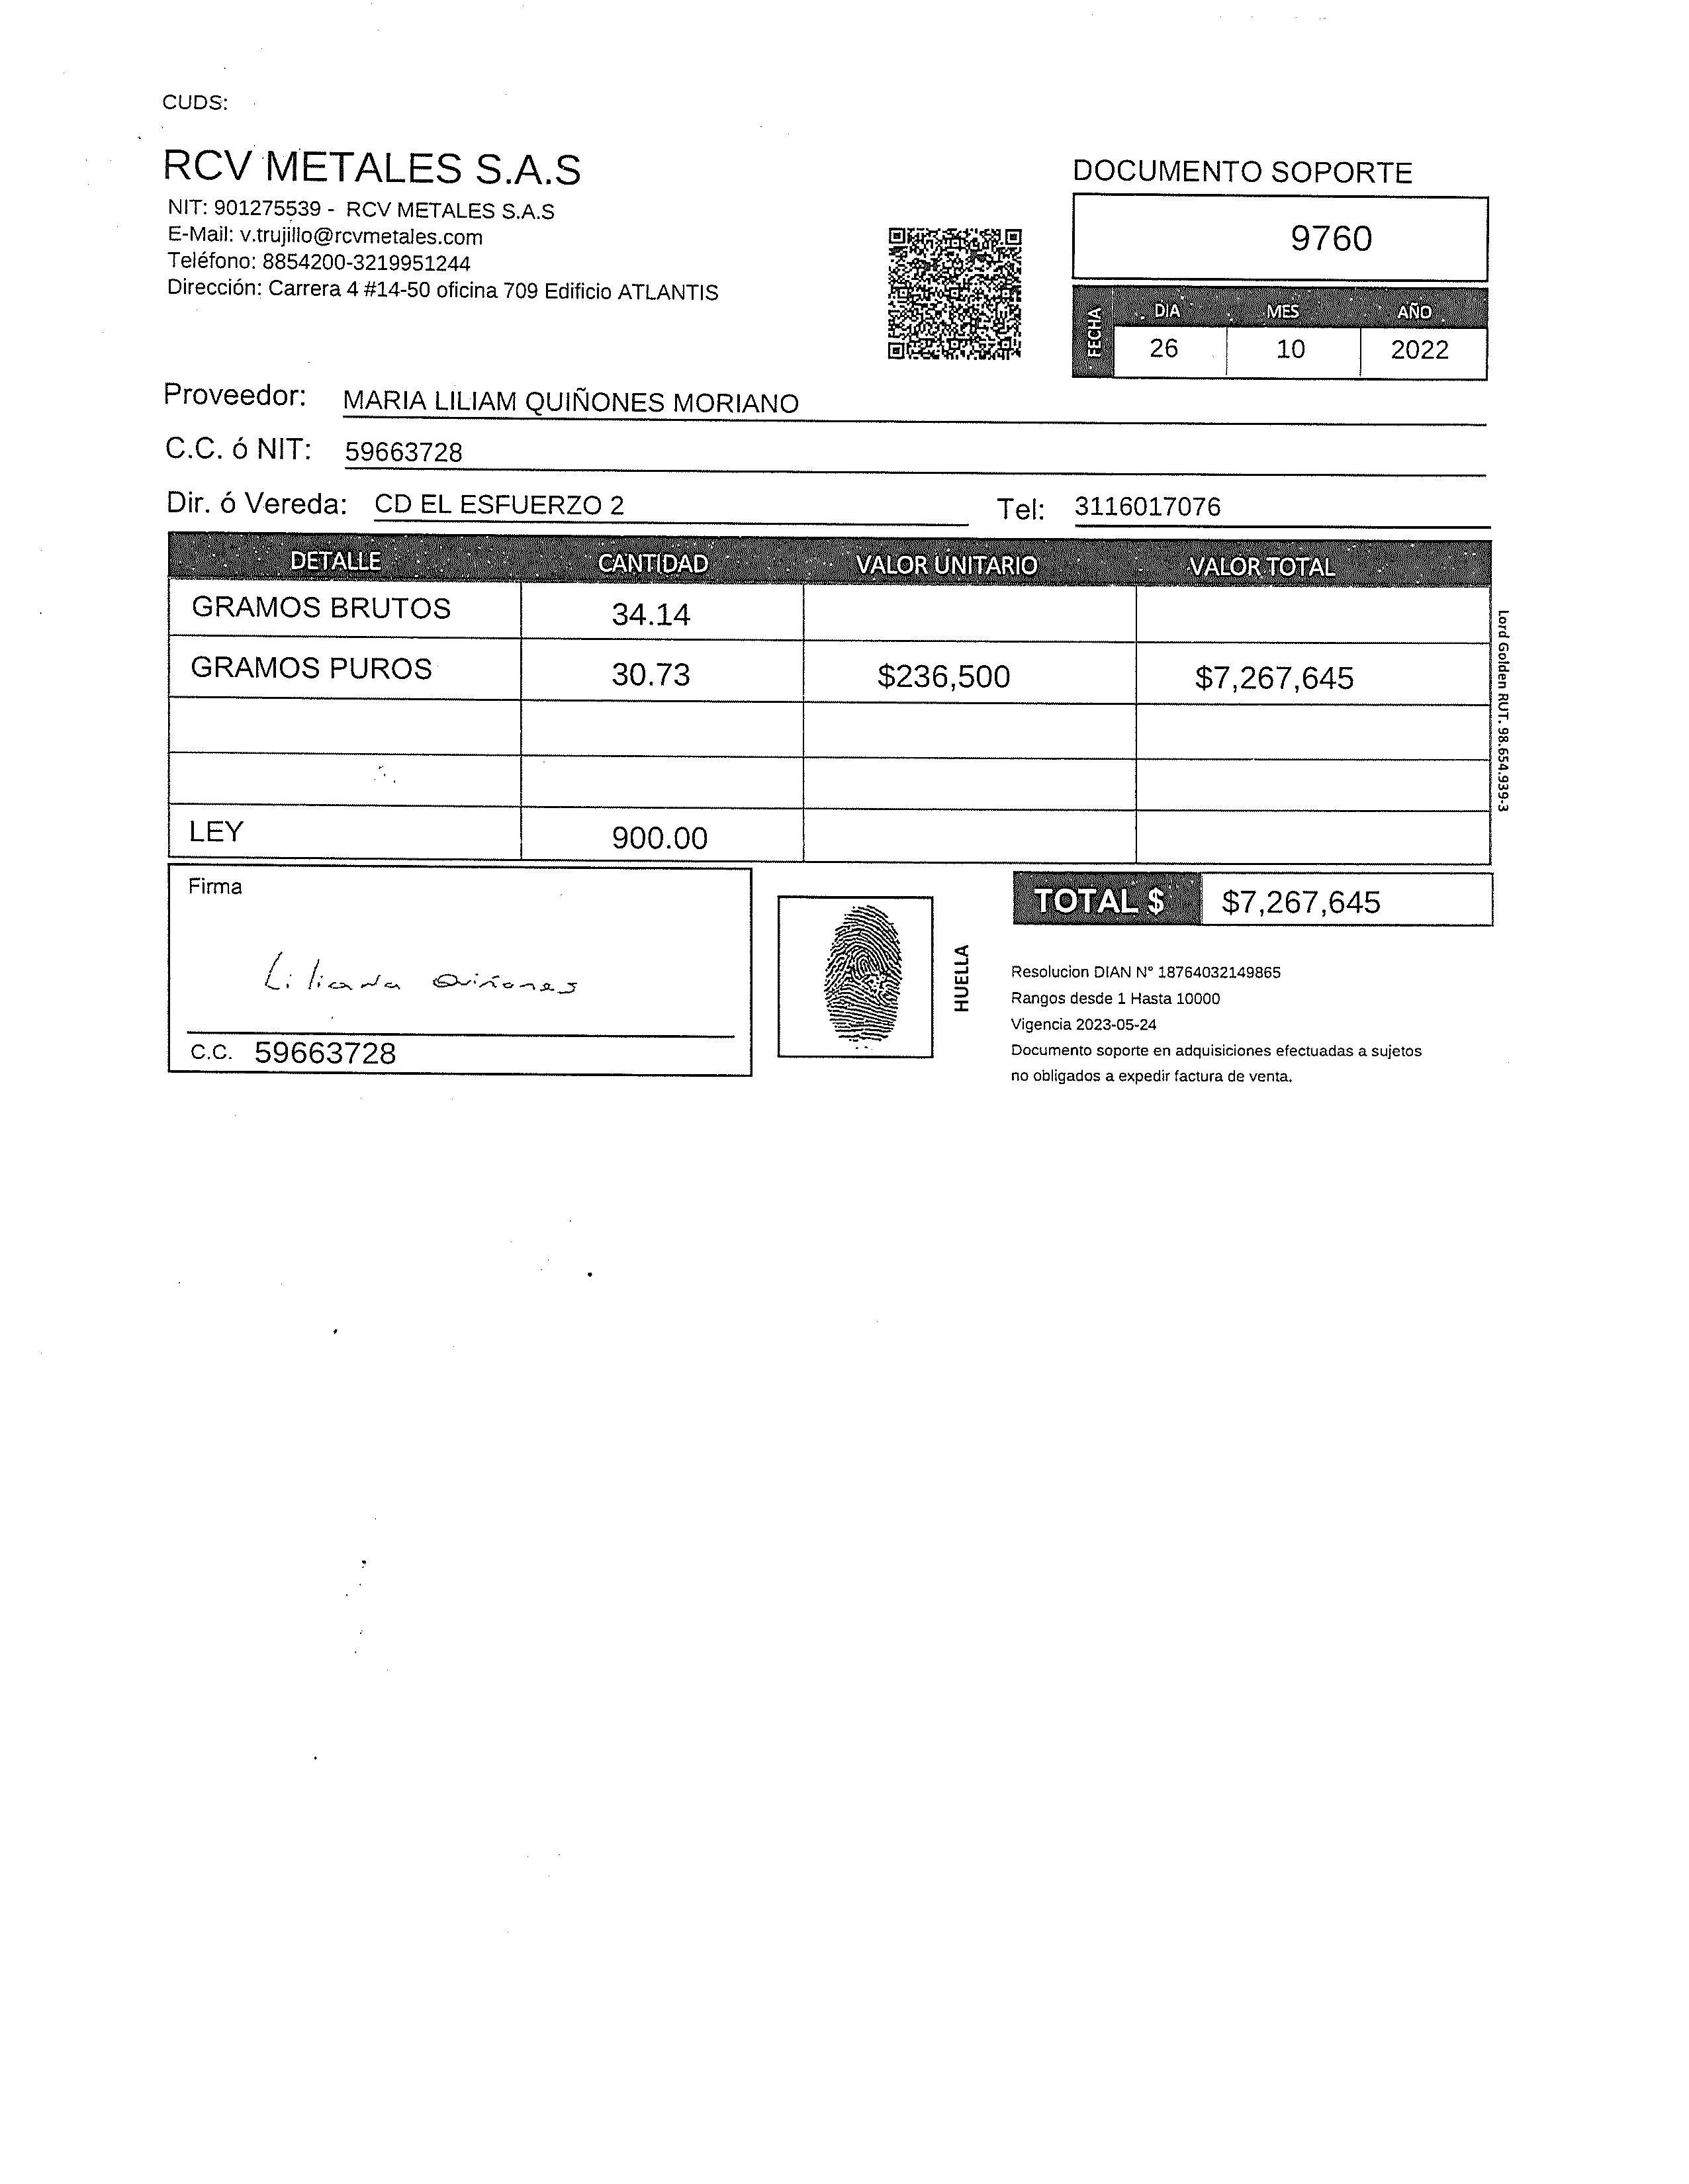 CUDS:
RCV METALES S.A.S
NIT: 901275539 - RCV METALES S.A.S
E-Mail: v.trujillo@rcvmetales.com
Teléfono: 8854200-3219951244
Dirección: Carrera 4 #14-50 oficina 709 Edificio ATLANTIS
DOCUMENTO SOPORTE
9760
FECHA
DIA MES AÑO
26 10 2022
Proveedor: MARIA LILIAM QUIÑONES MORIANO
C.C. ó NIT: 59663728
Dir. ó Vereda: CD EL ESFUERZO 2 Tel: 3116017076
DETALLE CANTIDAD VALOR UNITARIO VALOR TOTAL
GRAMOS BRUTOS 34.14
GRAMOS PUROS 30.73 $236,500 $7,267,645
LEY 900.00
Lord Golden RUT. 98.654.939-3
Firma
Liliana Quiñones
C.C. 59663728
HUELLA
TOTAL $ $7,267,645
Resolucion DIAN N° 18764032149865
Rangos desde 1 Hasta 10000
Vigencia 2023-05-24
Documento soporte en adquisiciones efectuadas a sujetos
no obligados a expedir factura de venta.